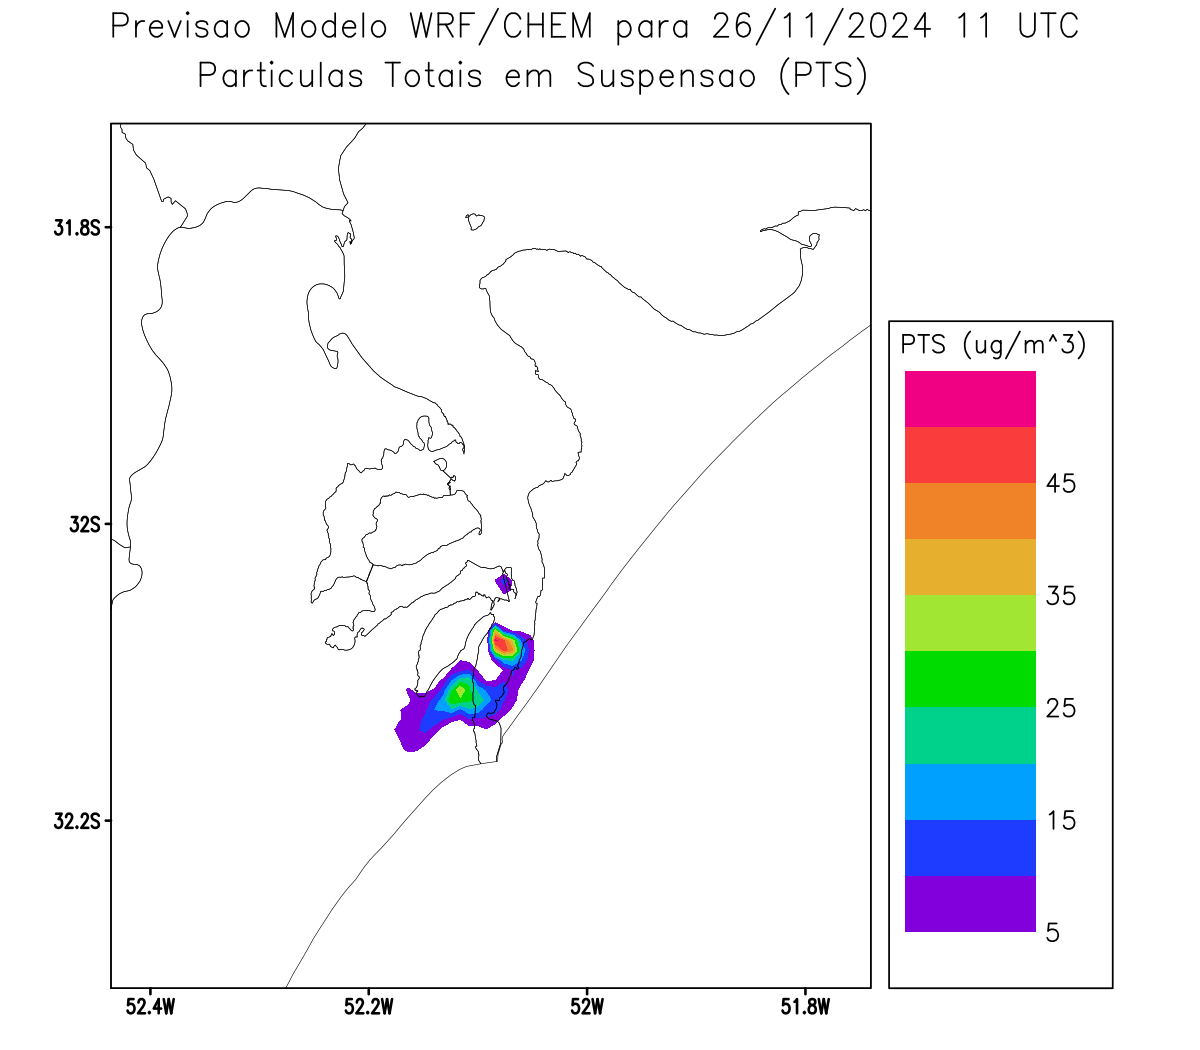 Previsao Modelo WRF/CHEM para 26/11/2024 11 UTC
Particulas Totais em Suspensao (PTS)
31.8S
32S
32.2S
52.4W
52.2W
52W
51.8W
PTS (ug/m^3)
45
35
25
15
5